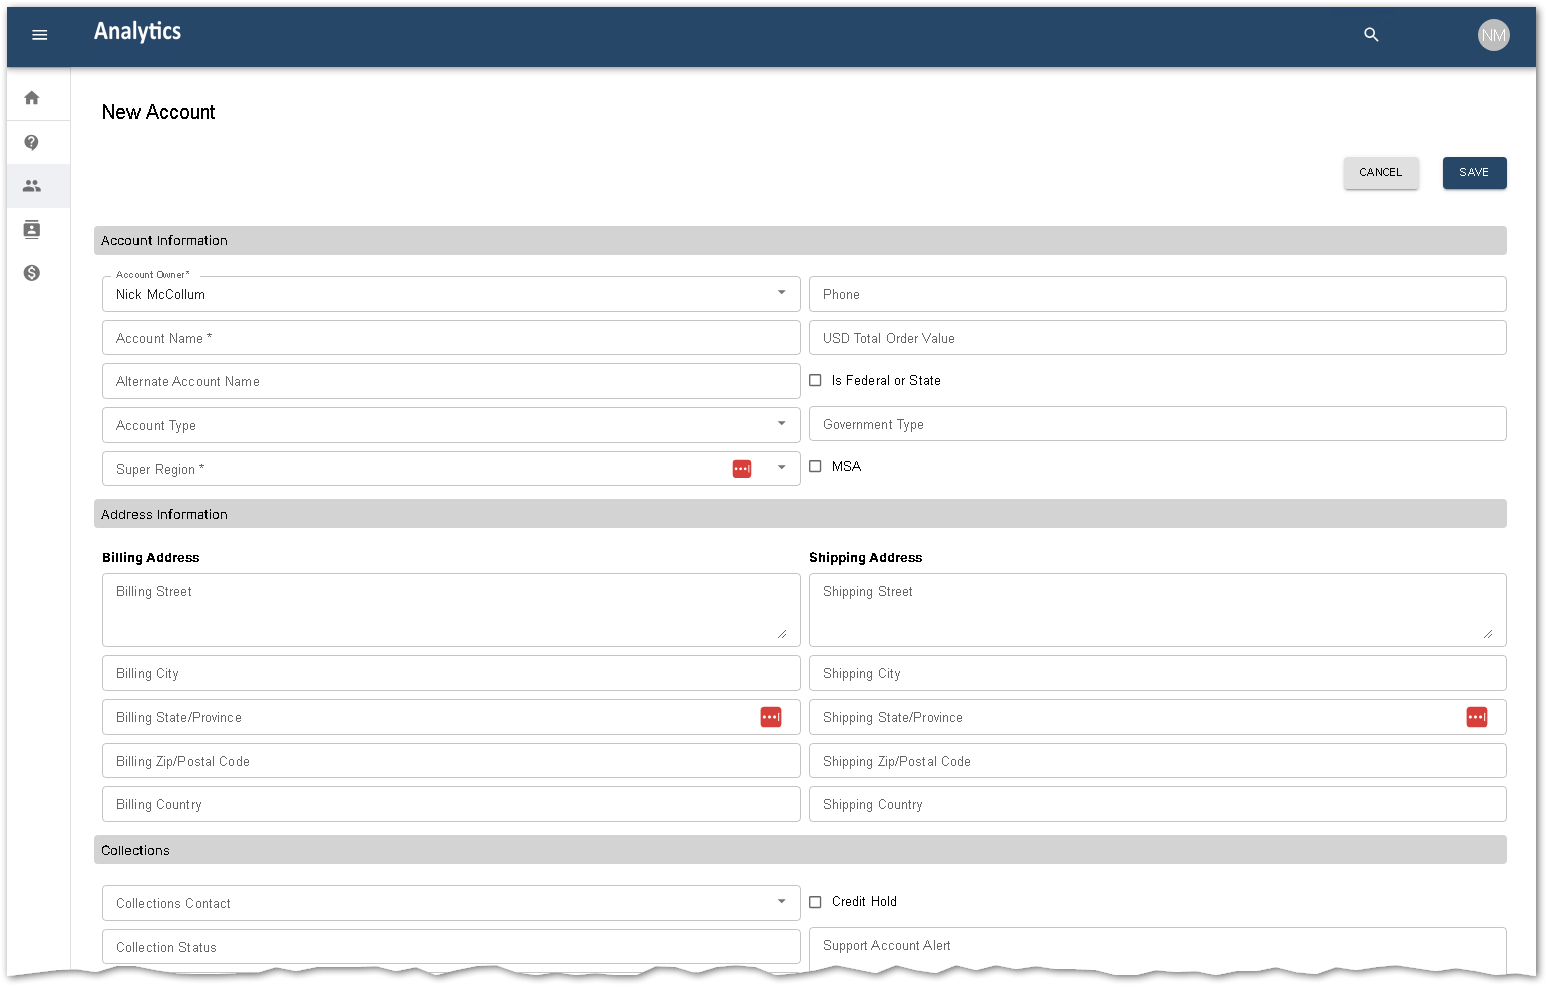 Analytics
NM
New Account
CANCEL
SAVE
Account Information
Account Owner*
Nick McCollum
Phone
Account Name *
USD Total Order Value
Alternate Account Name
Is Federal or State
Account Type
Government Type
Super Region *
MSA
Address Information
Billing Address
Shipping Address
Billing Street
Shipping Street
Billing City
Shipping City
Billing State/Province
Shipping State/Province
Billing Zip/Postal Code
Shipping Zip/Postal Code
Billing Country
Shipping Country
Collections
Collections Contact
Credit Hold
Collection Status
Support Account Alert